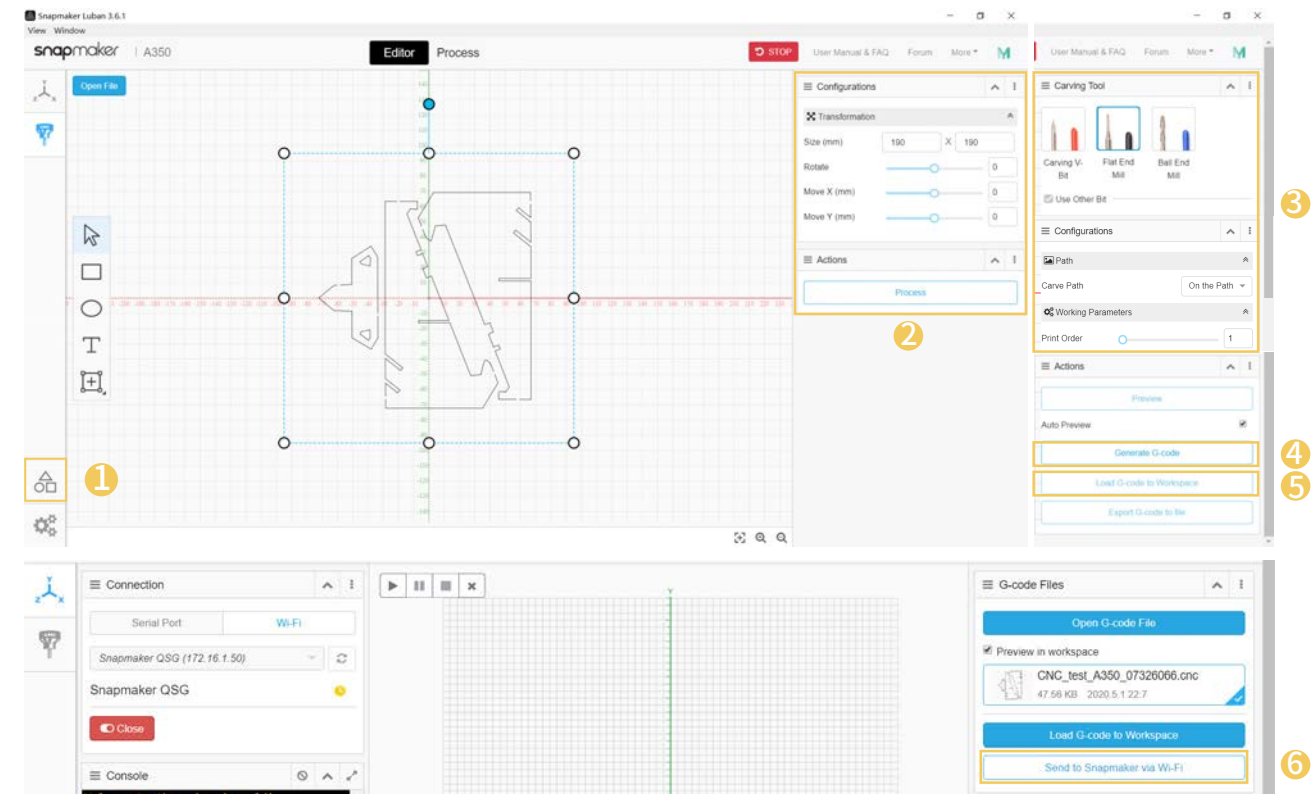 Snapmaker Luban 3.6.1
View Window
snapmaker | A350
Editor Process
STOP User Manual & FAQ Forum More M
Open File
Configurations
Transformation
Size (mm) 190 X 190
Rotate 0
Move X (mm) 0
Move Y (mm) 0
Actions
Process
2
T
1
User Manual & FAQ Forum More M
Carving Tool
Carving V-Bit Flat End Mill Ball End Mill
Use Other Bit
3
Configurations
Path
Carve Path On the Path
Working Parameters
Print Order 1
Actions
Preview
Auto Preview
Generate G-code
4
Load G-code to Workspace
5
Export G-code to file
Connection
Serial Port Wi-Fi
Snapmaker QSG (172.16.1.50)
Snapmaker QSG
Close
Console
Y
G-code Files
Open G-code File
Preview in workspace
CNC_test_A350_07326066.cnc
47.56 KB 2020.5.1 22:7
Load G-code to Workspace
Send to Snapmaker via Wi-Fi
6